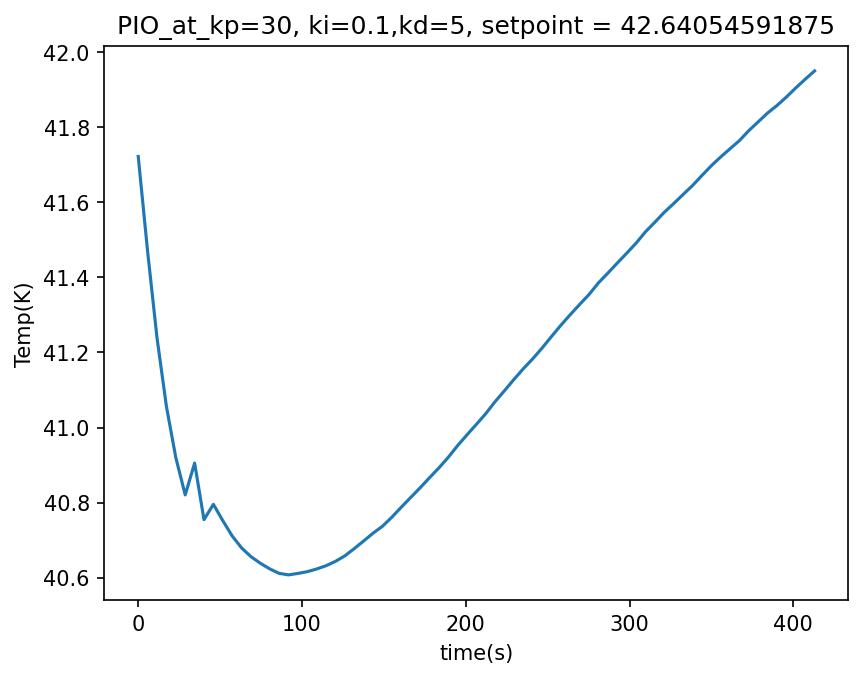 PIO_at_kp=30, ki=0.1,kd=5, setpoint = 42.64054591875
42.0
41.8
41.6
41.4
41.2
41.0
40.8
40.6
Temp(K)
0 100 200 300 400
time(s)